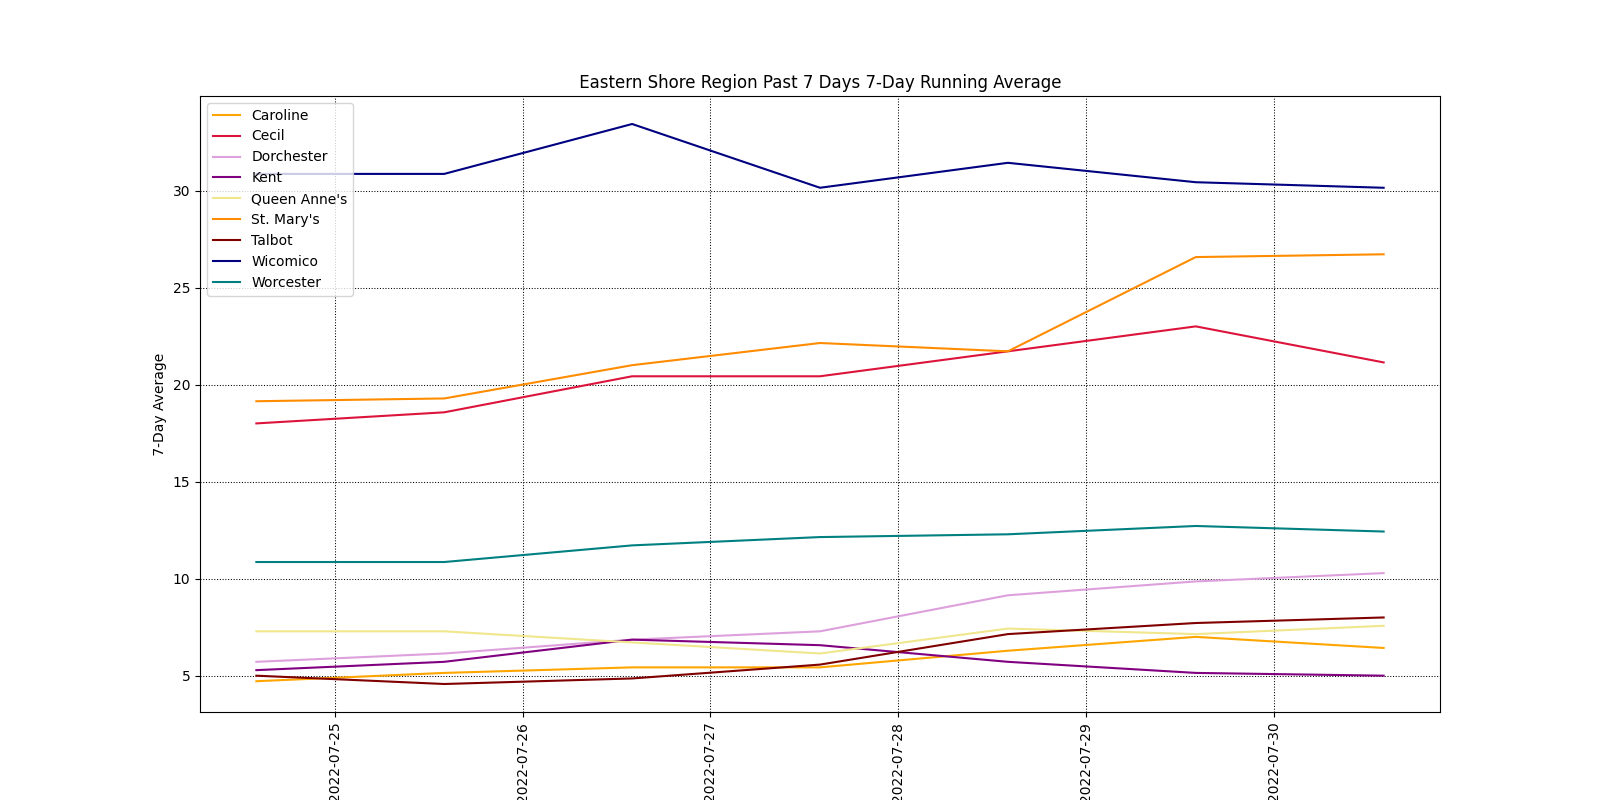 Eastern Shore Region Past 7 Days 7-Day Running Average
Caroline
Cecil
Dorchester
Kent
Queen Anne's
St. Mary's
Talbot
Wicomico
Worcester
30
25
20
15
10
5
7-Day Average
2022-07-25
2022-07-26
2022-07-27
2022-07-28
2022-07-29
2022-07-30